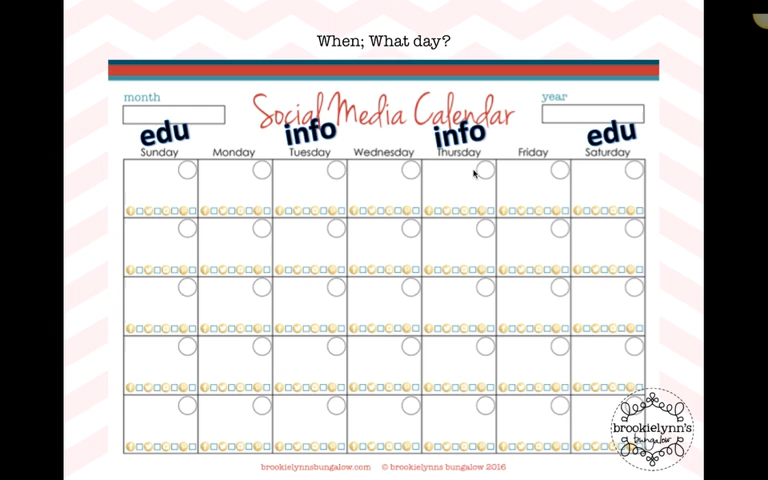 When; What day?
month
Social Media Calendar
year
edu
info
info
edu
Sunday
Monday
Tuesday
Wednesday
Thursday
Friday
Saturday
brookielynn's
bungalow
brookielynnsbungalow.com © brookielynns bungalow 2016